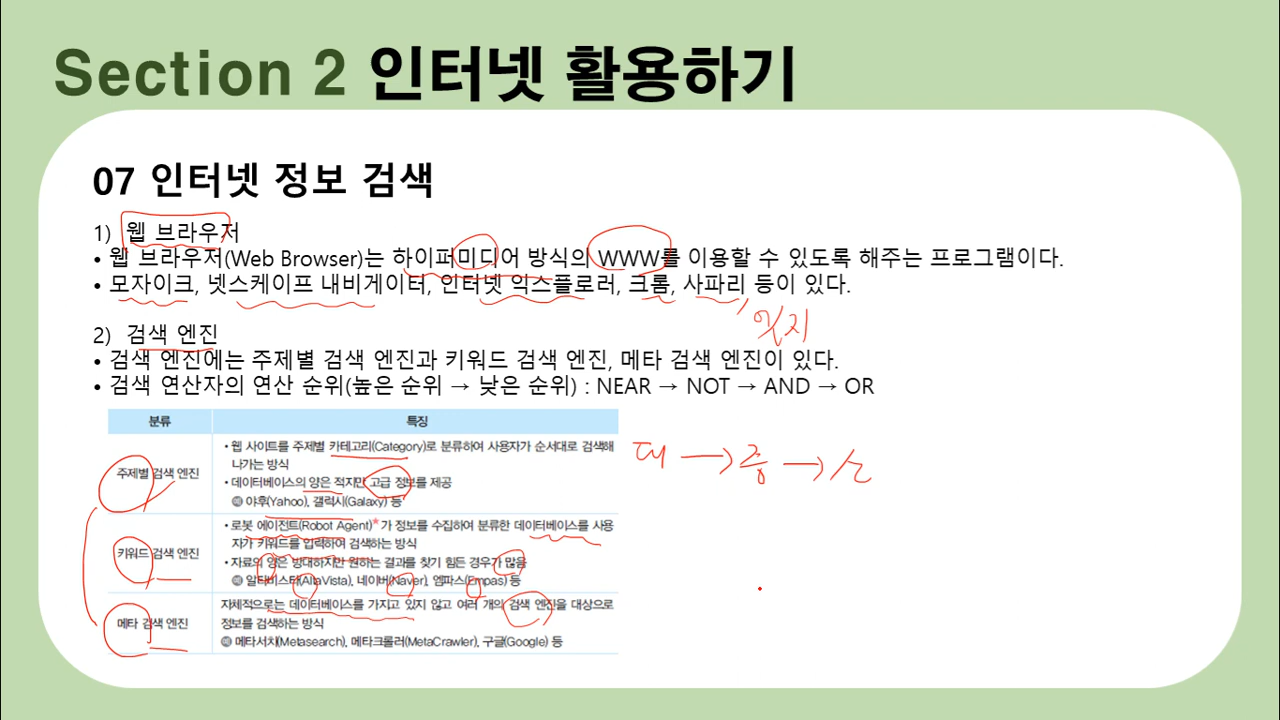 Section 2 인터넷 활용하기
07 인터넷 정보 검색
1) 웹 브라우저
• 웹 브라우저(Web Browser)는 하이퍼미디어 방식의 WWW를 이용할 수 있도록 해주는 프로그램이다.
• 모자이크, 넷스케이프 내비게이터, 인터넷 익스플로러, 크롬, 사파리 등이 있다.
엣지
2) 검색 엔진
• 검색 엔진에는 주제별 검색 엔진과 키워드 검색 엔진, 메타 검색 엔진이 있다.
• 검색 연산자의 연산 순위(높은 순위 → 낮은 순위) : NEAR → NOT → AND → OR
분류 특징
주제별 검색 엔진
• 웹 사이트를 주제별 카테고리(Category)로 분류하여 사용자가 순서대로 검색해
나가는 방식
• 데이터베이스의 양은 적지만 고급 정보를 제공
예 야후(Yahoo), 갤럭시(Galaxy) 등
대 → 중 → 소
키워드 검색 엔진
• 로봇 에이전트(Robot Agent)*가 정보를 수집하여 분류한 데이터베이스를 사용
자가 키워드를 입력하여 검색하는 방식
• 자료의 양은 방대하지만 원하는 결과를 찾기 힘든 경우가 많음
예 알타비스타(AltaVista), 네이버(Naver), 엠파스(Empas) 등
메타 검색 엔진
자체적으로는 데이터베이스를 가지고 있지 않고 여러 개의 검색 엔진을 대상으로
정보를 검색하는 방식
예 메타서치(Metasearch), 메타크롤러(MetaCrawler), 구글(Google) 등